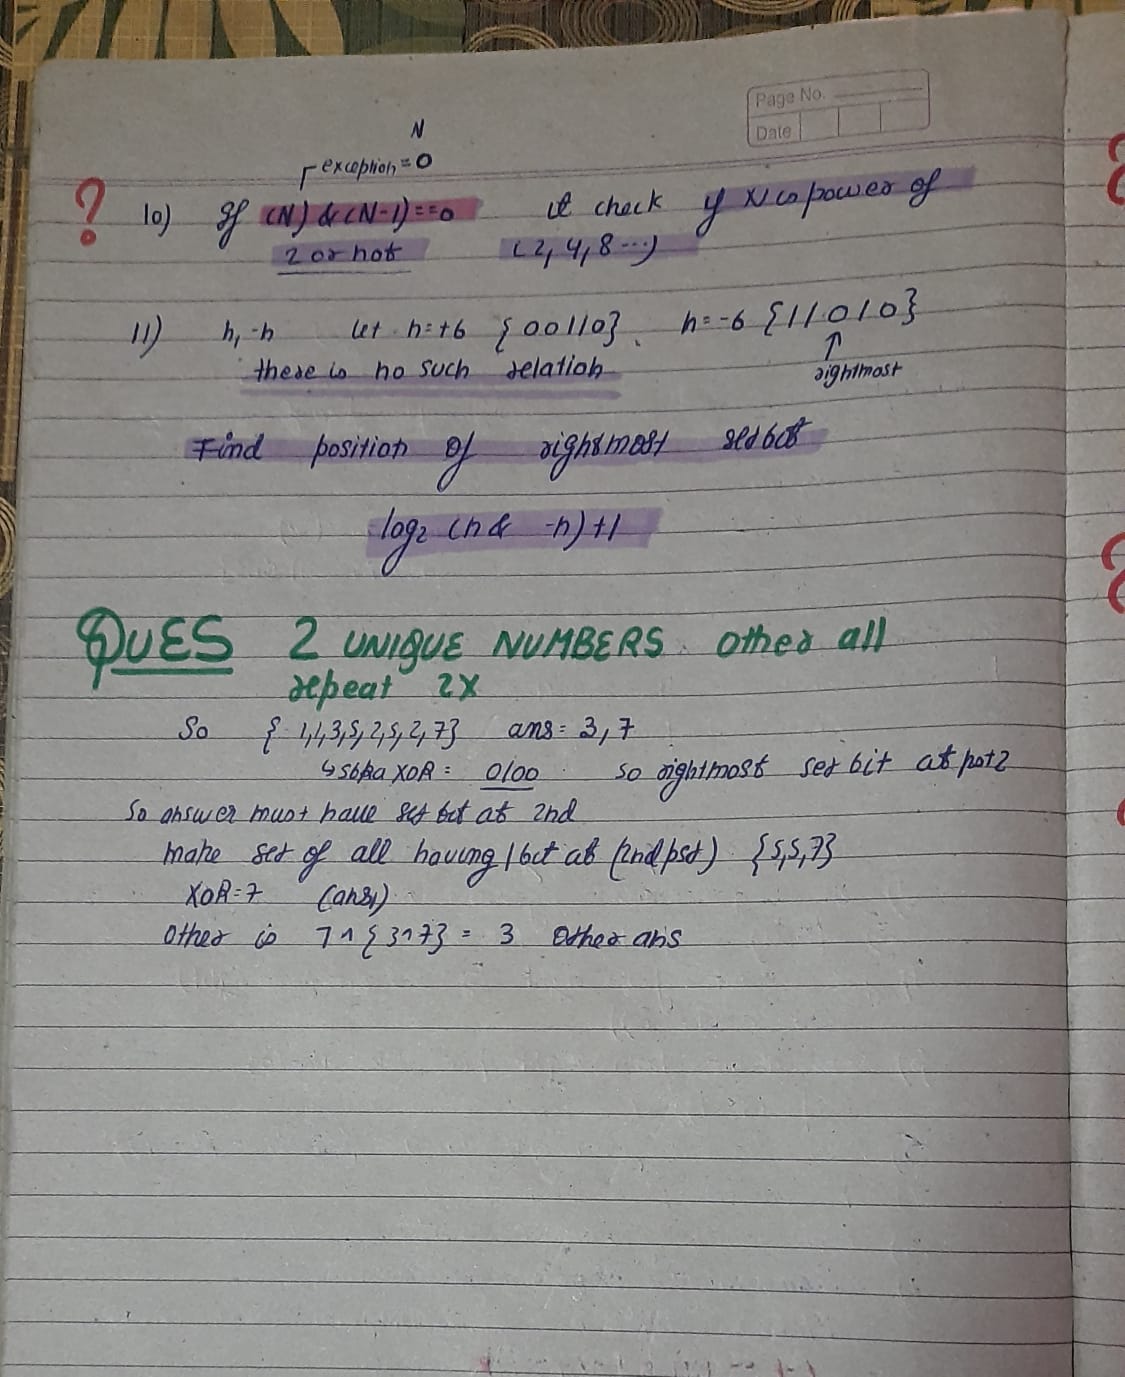 Page No.
Date
N
exception = 0
? 10) If (N) & (N-1) == 0 it check if N is power of
2 or not (2, 4, 8 ...)
11) n, -n Let n = +6 {00110}. n = -6 {11010}
there is no such relation rightmost
Find position of rightmost set bit
log2 (n & -n) +1
QUES 2 UNIQUE NUMBERS. Other all
repeat 2X
So {1,1,3,5,2,5,2,7} ans = 3, 7
↳ sbka XOR = 0100 so rightmost set bit at pot 2
So answer must have set bit at 2nd
make set of all having 1 bit at (2nd pst) {5,5,7}
XOR = 7 (ans1)
Other is 7 ^ {3^7} = 3 Other ans